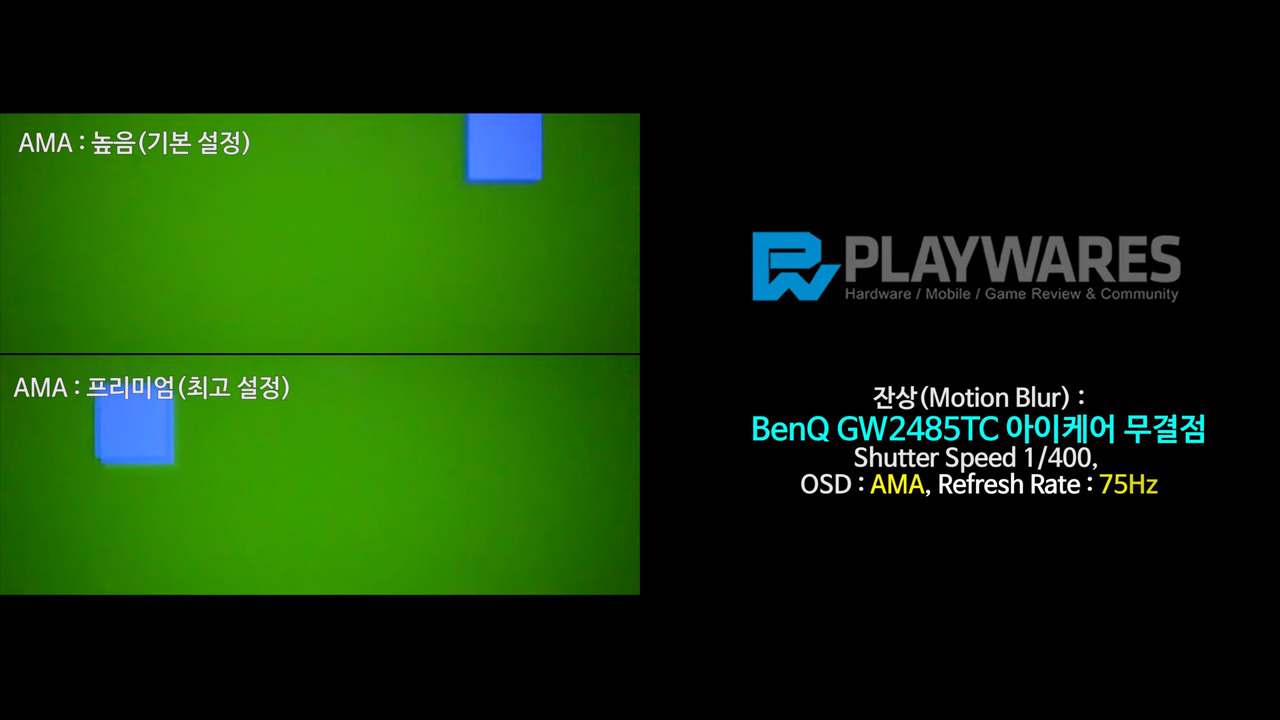 AMA : 높음(기본 설정)
AMA : 프리미엄(최고 설정)
PLAYWARES
Hardware / Mobile / Game Review & Community
잔상(Motion Blur) :
BenQ GW2485TC 아이케어 무결점
Shutter Speed 1/400,
OSD : AMA, Refresh Rate : 75Hz